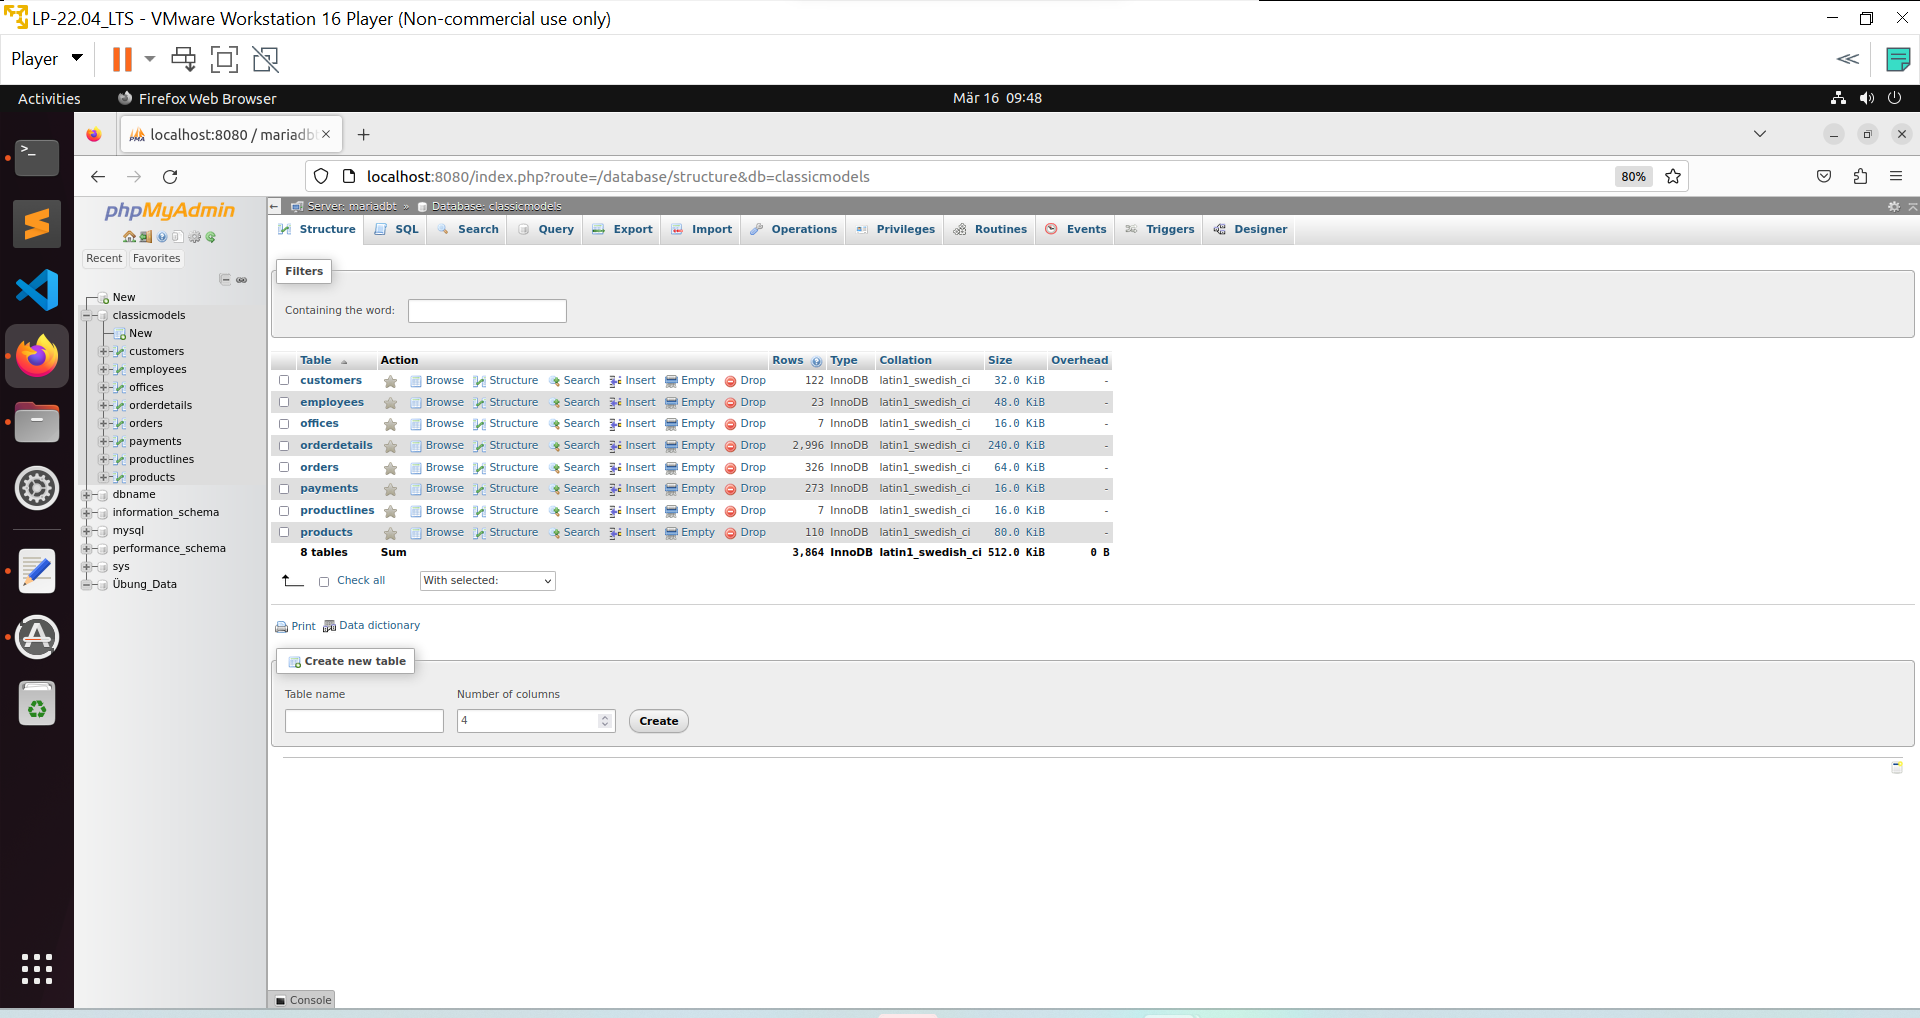 LP-22.04_LTS - VMware Workstation 16 Player (Non-commercial use only)
Player
Activities Firefox Web Browser Mär 16 09:48
localhost:8080 / mariadb
localhost:8080/index.php?route=/database/structure&db=classicmodels 80%
phpMyAdmin
Recent Favorites
New
classicmodels
New
customers
employees
offices
orderdetails
orders
payments
productlines
products
dbname
information_schema
mysql
performance_schema
sys
Übung_Data
Server: mariadbt » Database: classicmodels
Structure SQL Search Query Export Import Operations Privileges Routines Events Triggers Designer
Filters
Containing the word:
Table Action Rows Type Collation Size Overhead
customers Browse Structure Search Insert Empty Drop 122 InnoDB latin1_swedish_ci 32.0 KiB -
employees Browse Structure Search Insert Empty Drop 23 InnoDB latin1_swedish_ci 48.0 KiB -
offices Browse Structure Search Insert Empty Drop 7 InnoDB latin1_swedish_ci 16.0 KiB -
orderdetails Browse Structure Search Insert Empty Drop 2,996 InnoDB latin1_swedish_ci 240.0 KiB -
orders Browse Structure Search Insert Empty Drop 326 InnoDB latin1_swedish_ci 64.0 KiB -
payments Browse Structure Search Insert Empty Drop 273 InnoDB latin1_swedish_ci 16.0 KiB -
productlines Browse Structure Search Insert Empty Drop 7 InnoDB latin1_swedish_ci 16.0 KiB -
products Browse Structure Search Insert Empty Drop 110 InnoDB latin1_swedish_ci 80.0 KiB -
8 tables Sum 3,864 InnoDB latin1_swedish_ci 512.0 KiB 0 B
Check all With selected:
Print Data dictionary
Create new table
Table name Number of columns
4 Create
Console